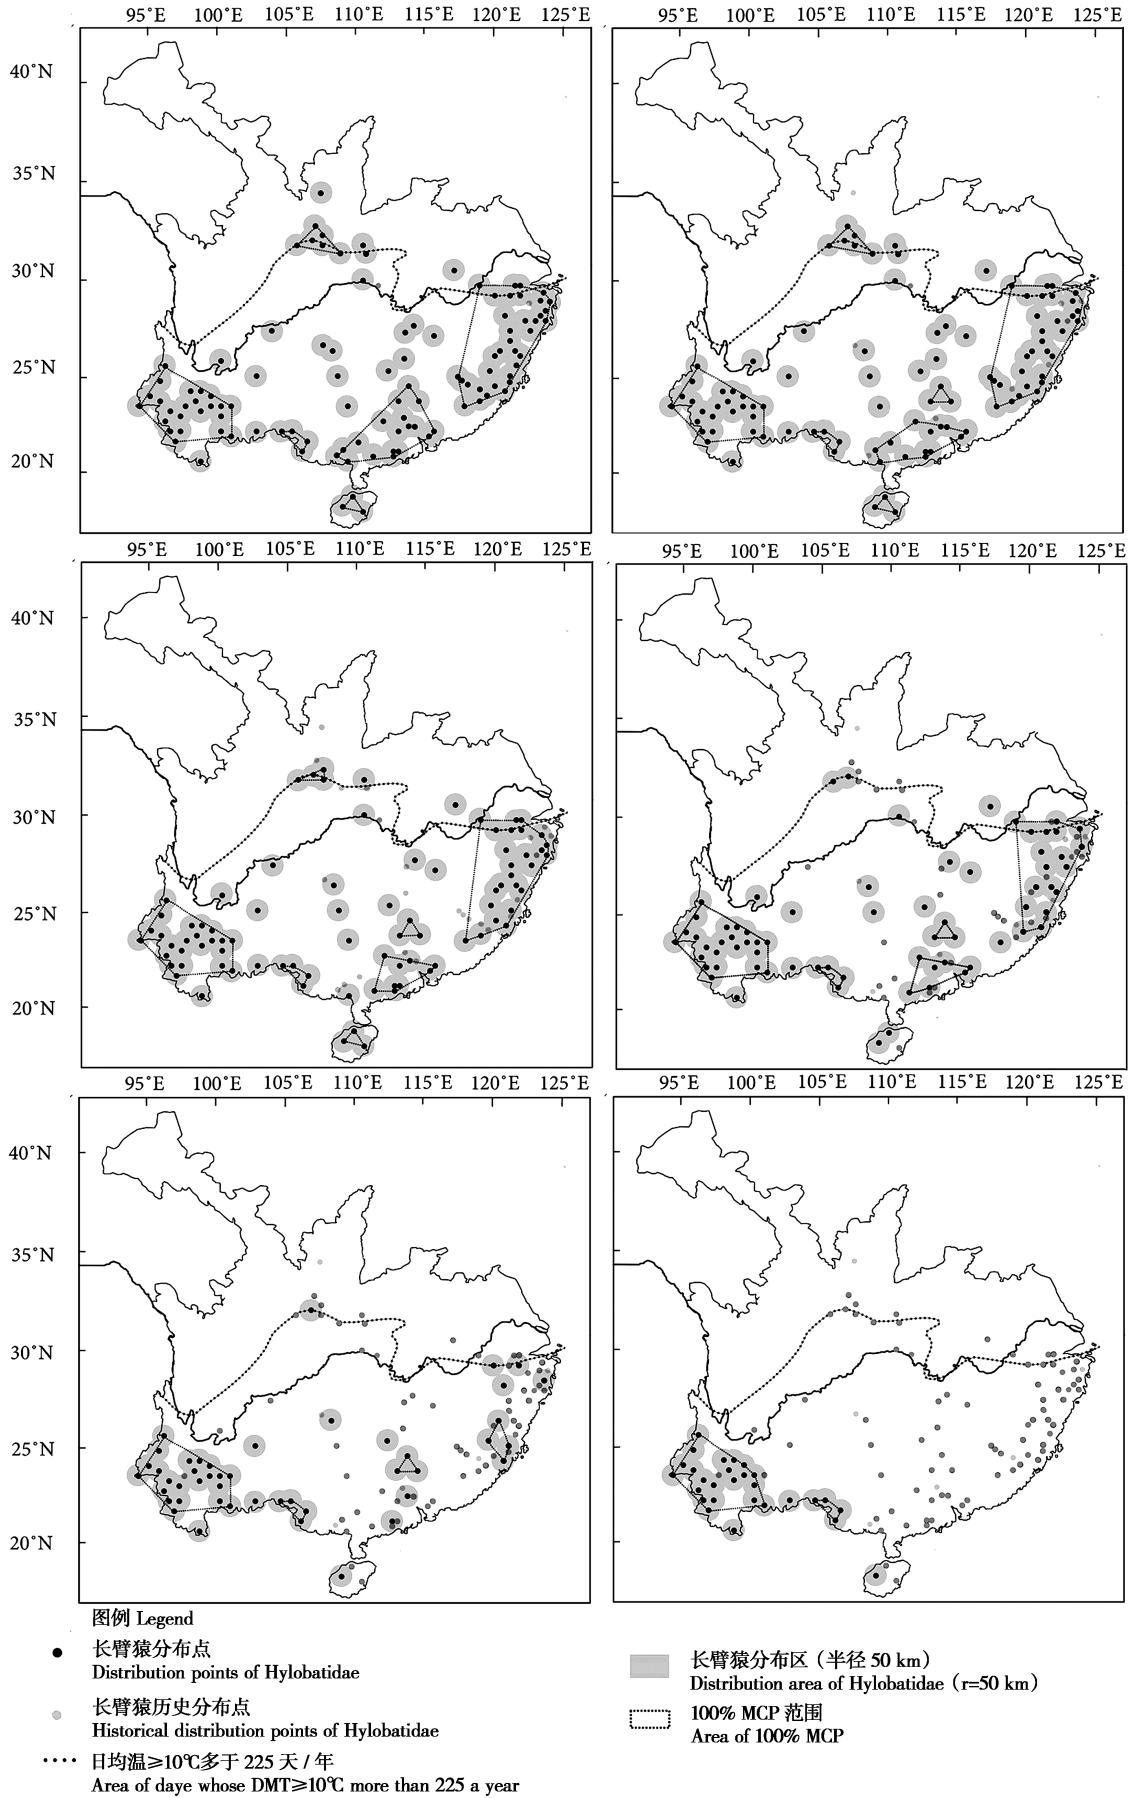 95˚E 100˚E 105˚E 110˚E 115˚E 120˚E 125˚E
95˚E 100˚E 105˚E 110˚E 115˚E 120˚E 125˚E
40˚N
35˚N
30˚N
25˚N
20˚N
95˚E 100˚E 105˚E 110˚E 115˚E 120˚E 125˚E
95˚E 100˚E 105˚E 110˚E 115˚E 120˚E 125˚E
40˚N
35˚N
30˚N
25˚N
20˚N
95˚E 100˚E 105˚E 110˚E 115˚E 120˚E 125˚E
95˚E 100˚E 105˚E 110˚E 115˚E 120˚E 125˚E
40˚N
35˚N
30˚N
25˚N
20˚N
图例 Legend
长臂猿分布点
Distribution points of Hylobatidae
长臂猿历史分布点
Historical distribution points of Hylobatidae
日均温≥10℃多于 225 天 / 年
Area of daye whose DMT≥10℃ more than 225 a year
长臂猿分布区（半径 50 km）
Distribution area of Hylobatidae（r=50 km）
100% MCP 范围
Area of 100% MCP